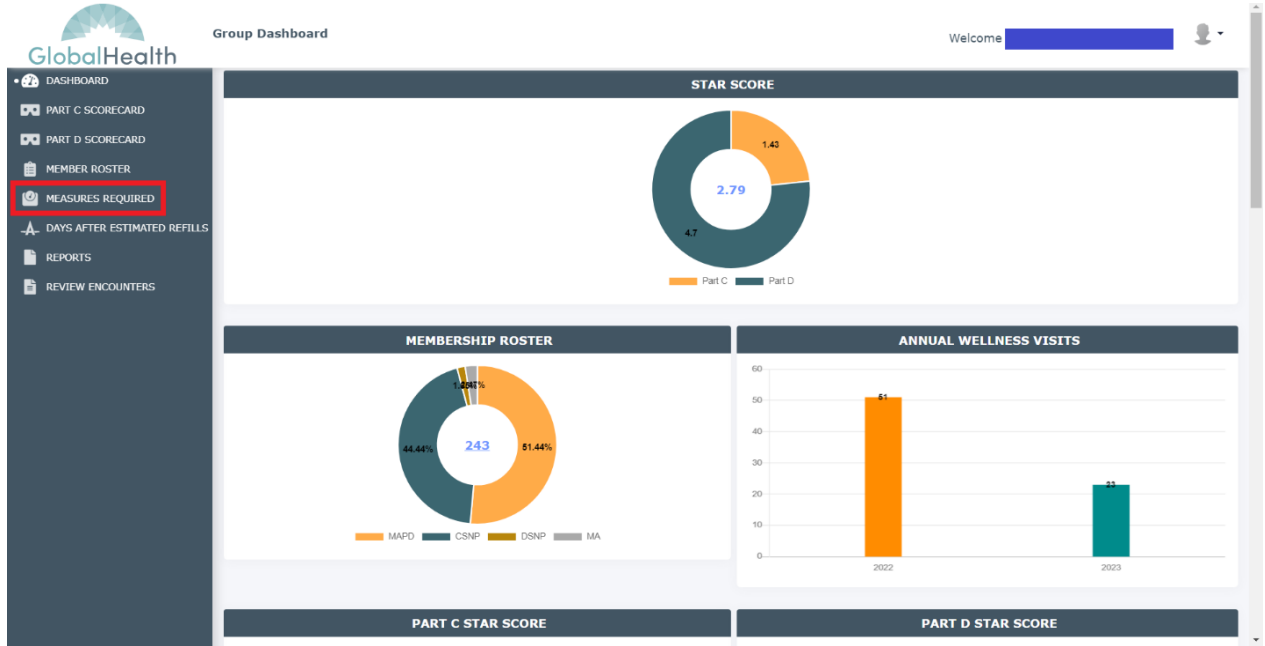 GlobalHealth
Group Dashboard
Welcome
DASHBOARD
PART C SCORECARD
PART D SCORECARD
MEMBER ROSTER
MEASURES REQUIRED
DAYS AFTER ESTIMATED REFILLS
REPORTS
REVIEW ENCOUNTERS
STAR SCORE
1.43
2.79
4.7
Part C Part D
MEMBERSHIP ROSTER
44.44%
243
51.44%
MAPD CSNP DSNP MA
ANNUAL WELLNESS VISITS
60
50
40
30
20
10
0
51
23
2022 2023
PART C STAR SCORE
PART D STAR SCORE